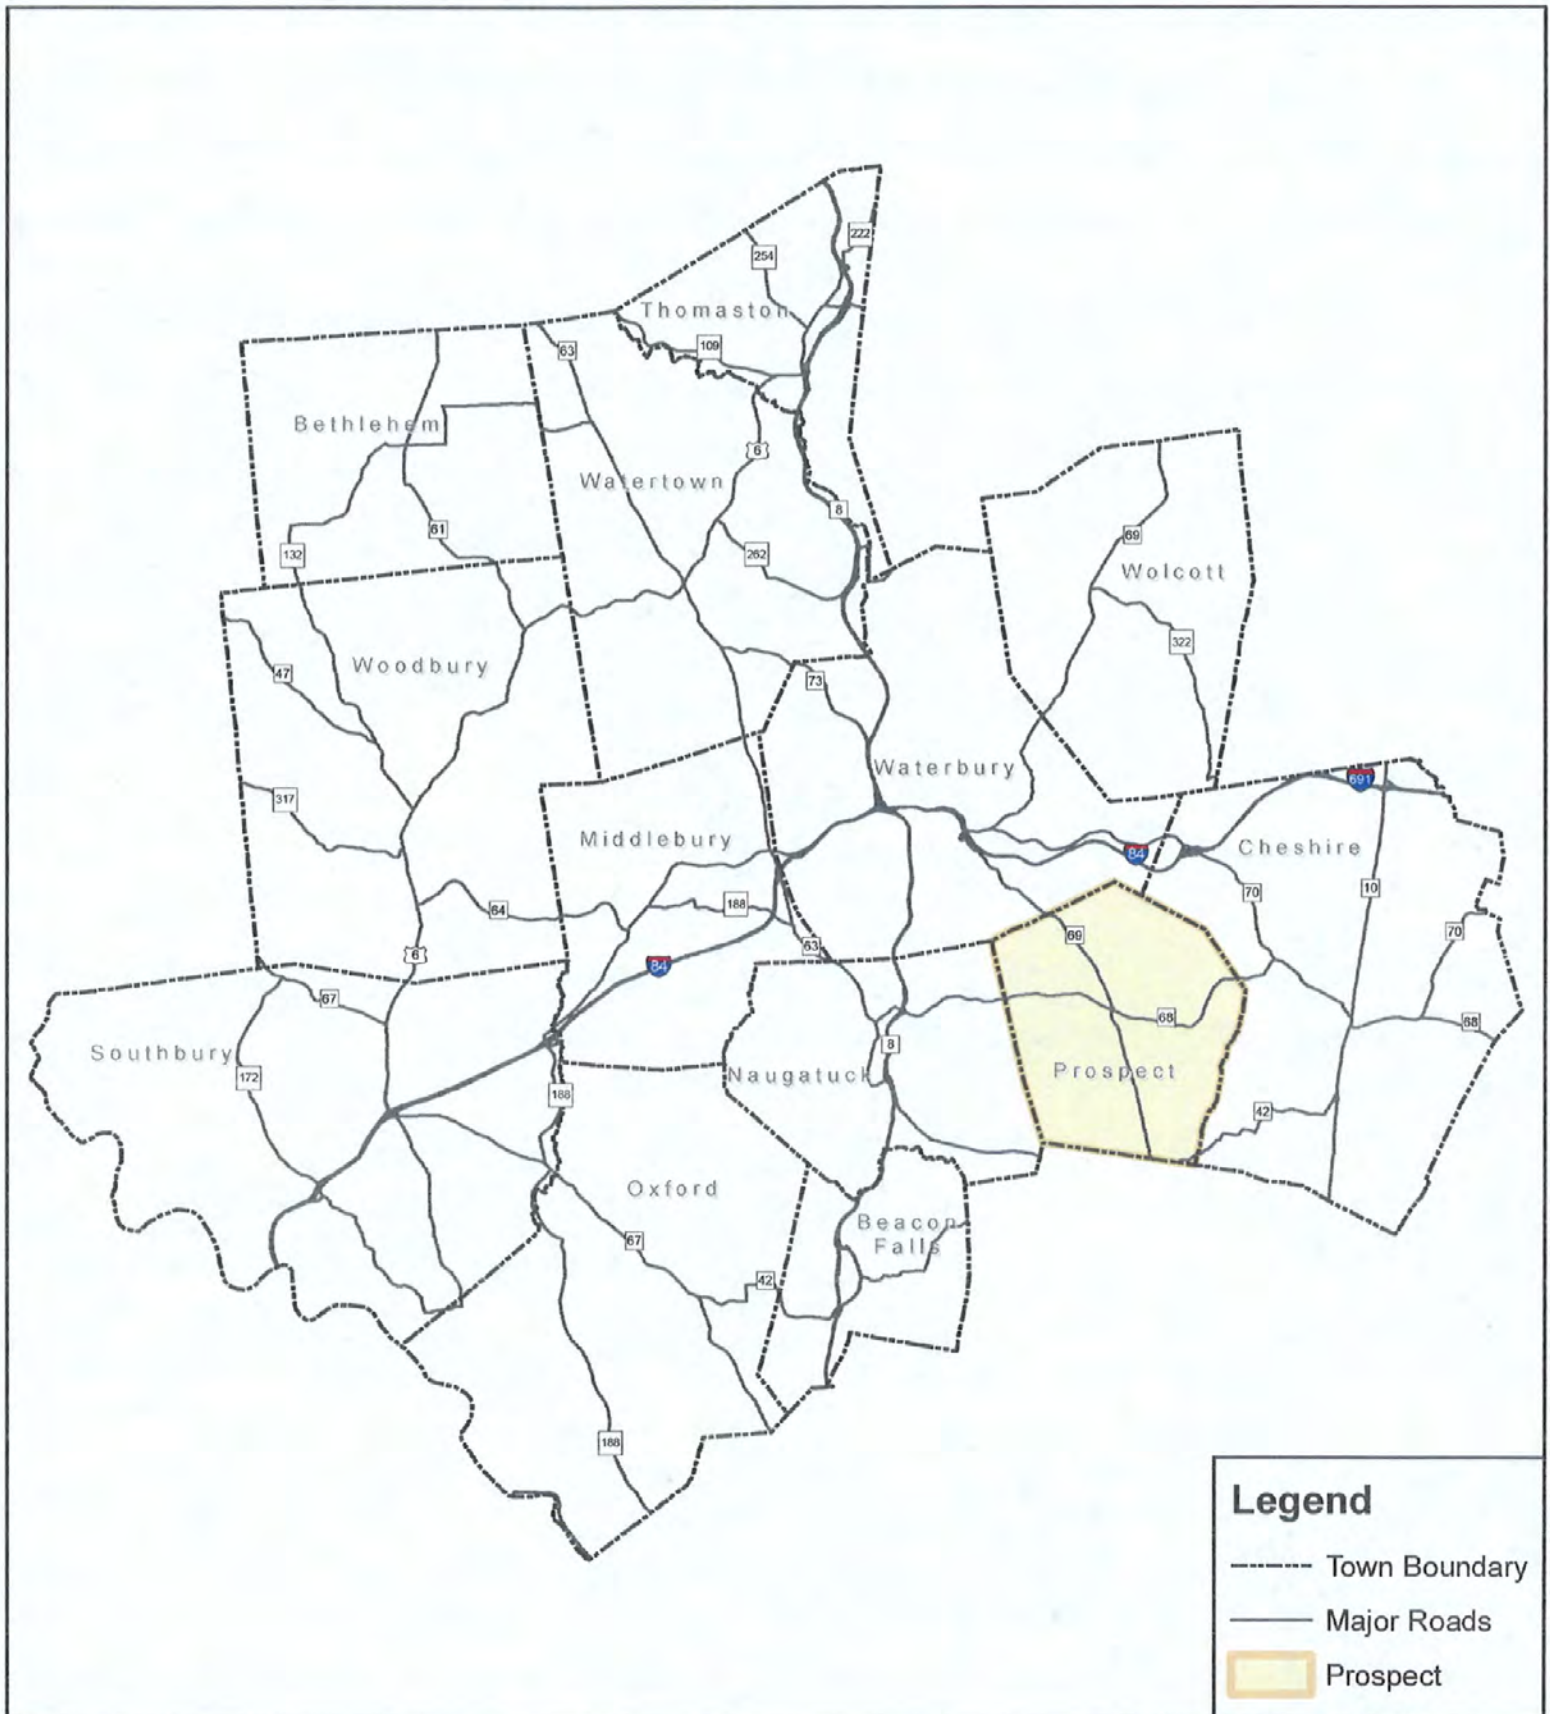 222
254
Thomaston
109
63
Bethlehem
6
Watertown
8
61
262
132
69
Wolcott
322
47
Woodbury
73
Waterbury
691
317
Middlebury
84
Cheshire
10
70
188
64
69
70
63
6
84
67
68
68
8
Southbury
172
Naugatuck
Prospect
188
42
Oxford
Beacon
Falls
67
42
188
Legend
Town Boundary
Major Roads
Prospect